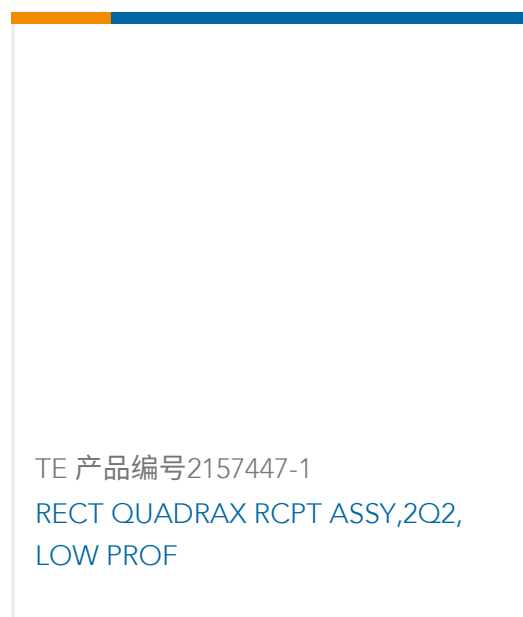 TE 产品编号2157447-1
RECT QUADRAX RCPT ASSY,2Q2,
LOW PROF